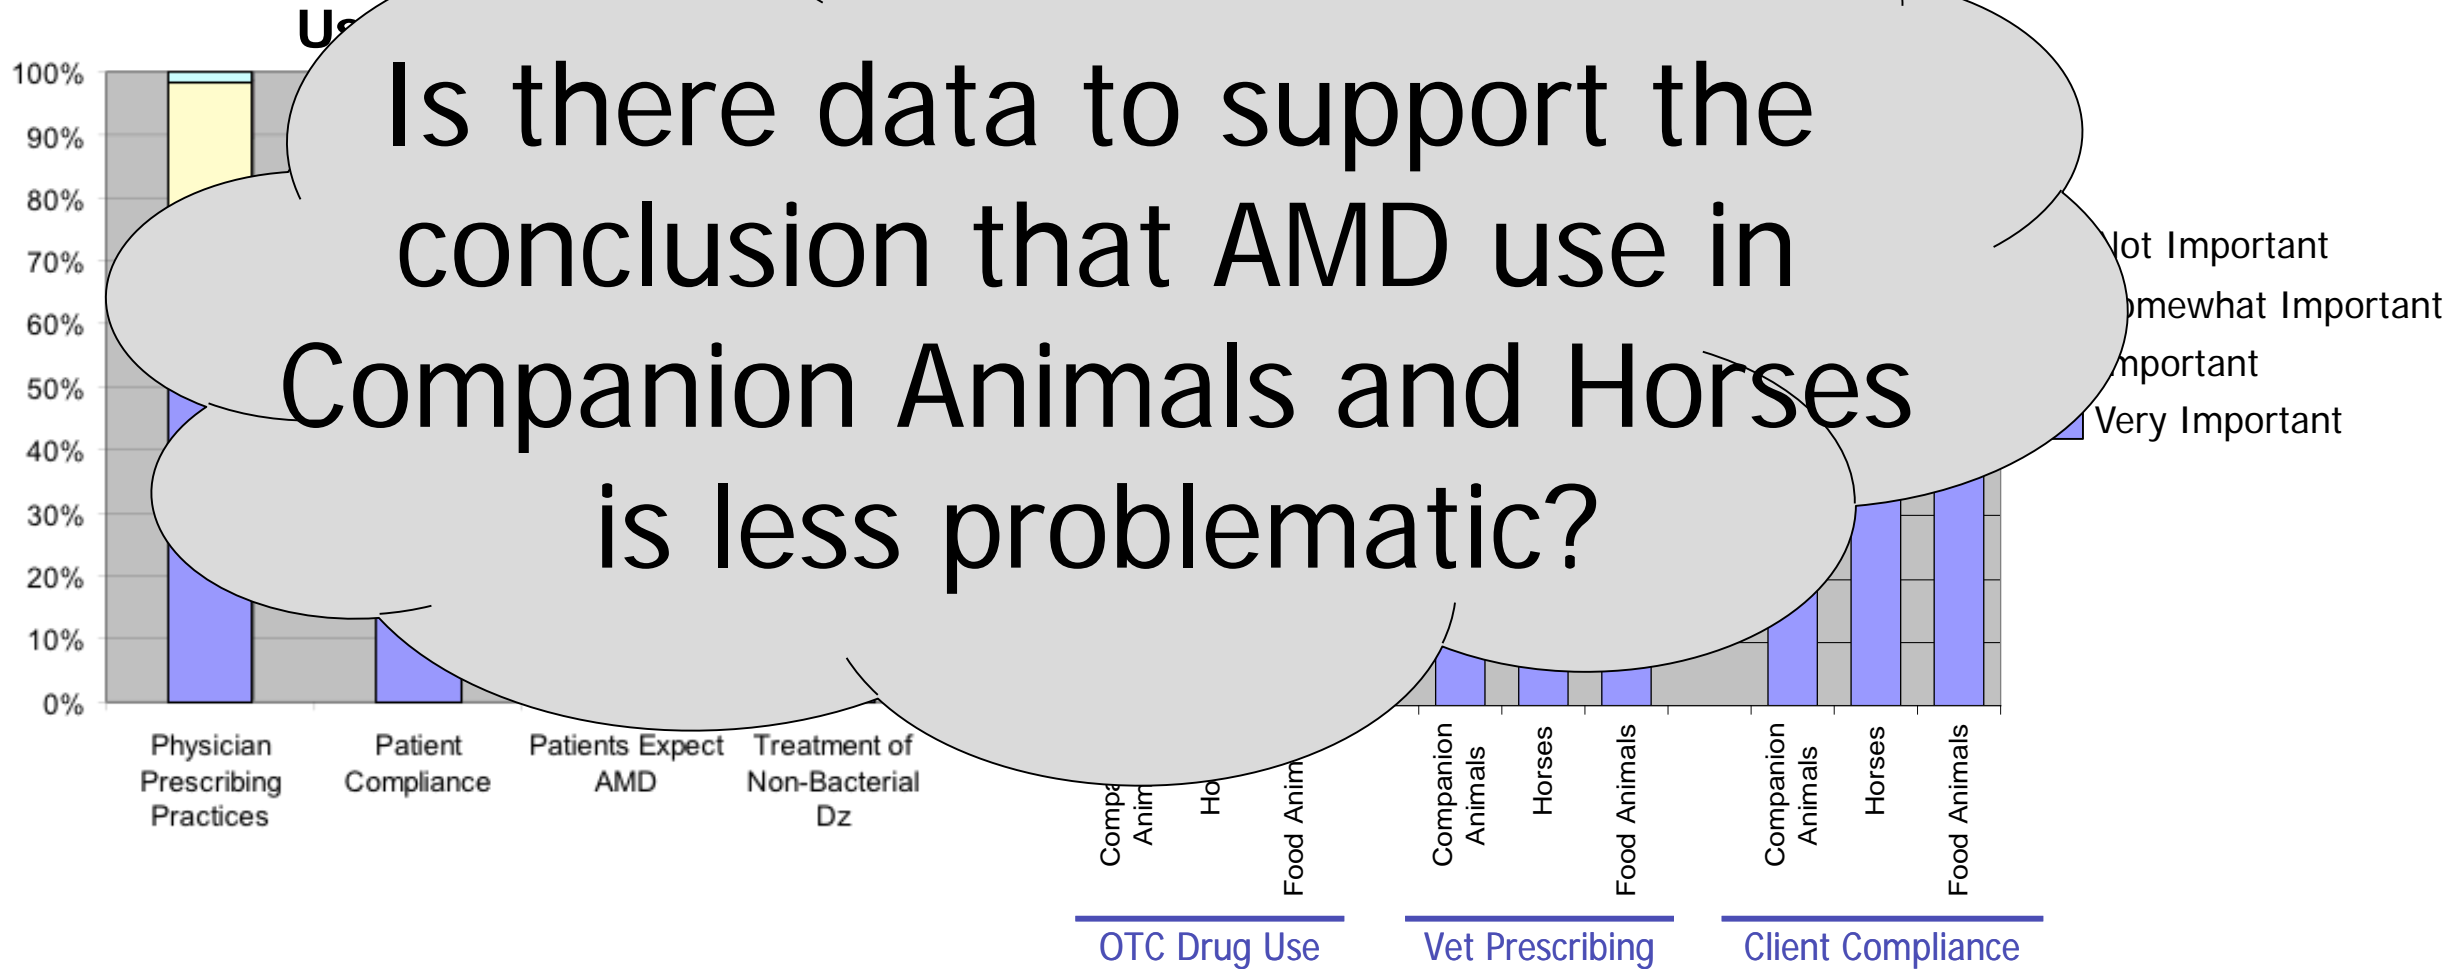 Is there data to support the
conclusion that AMD use in
Companion Animals and Horses
is less problematic?
100%
90%
80%
70%
60%
50%
40%
30%
20%
10%
0%
Physician
Prescribing
Practices
Patient
Compliance
Patients Expect
AMD
Treatment of
Non-Bacterial
Dz
Food
Companion
Animals
Horses
Food Animals
Companion
Animals
Horses
Food Animals
OTC Drug Use
Vet Prescribing
Client Compliance
Important
Important
Very Important